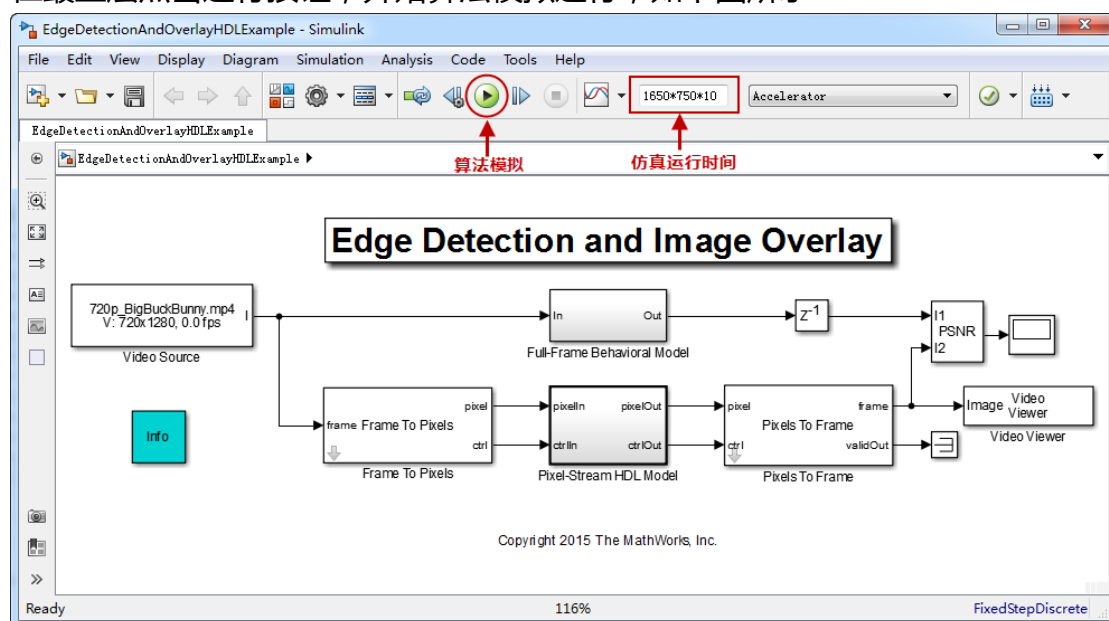 EdgeDetectionAndOverlayHDLExample - Simulink
File Edit View Display Diagram Simulation Analysis Code Tools Help
1650*750*10
Accelerator
EdgeDetectionAndOverlayHDLExample
EdgeDetectionAndOverlayHDLExample
算法模拟
仿真运行时间
Edge Detection and Image Overlay
720p_BigBuckBunny.mp4
V: 720x1280, 0.0 fps
I
Video Source
In
Out
Full-Frame Behavioral Model
Z-1
I1
PSNR
I2
Info
frame
Frame To Pixels
pixel
ctrl
Frame To Pixels
pixelIn
pixelOut
ctrlIn
ctrlOut
Pixel-Stream HDL Model
pixel
frame
Pixels To Frame
ctrl
validOut
Pixels To Frame
Image
Video
Viewer
Video Viewer
Copyright 2015 The MathWorks, Inc.
Ready
116%
FixedStepDiscrete